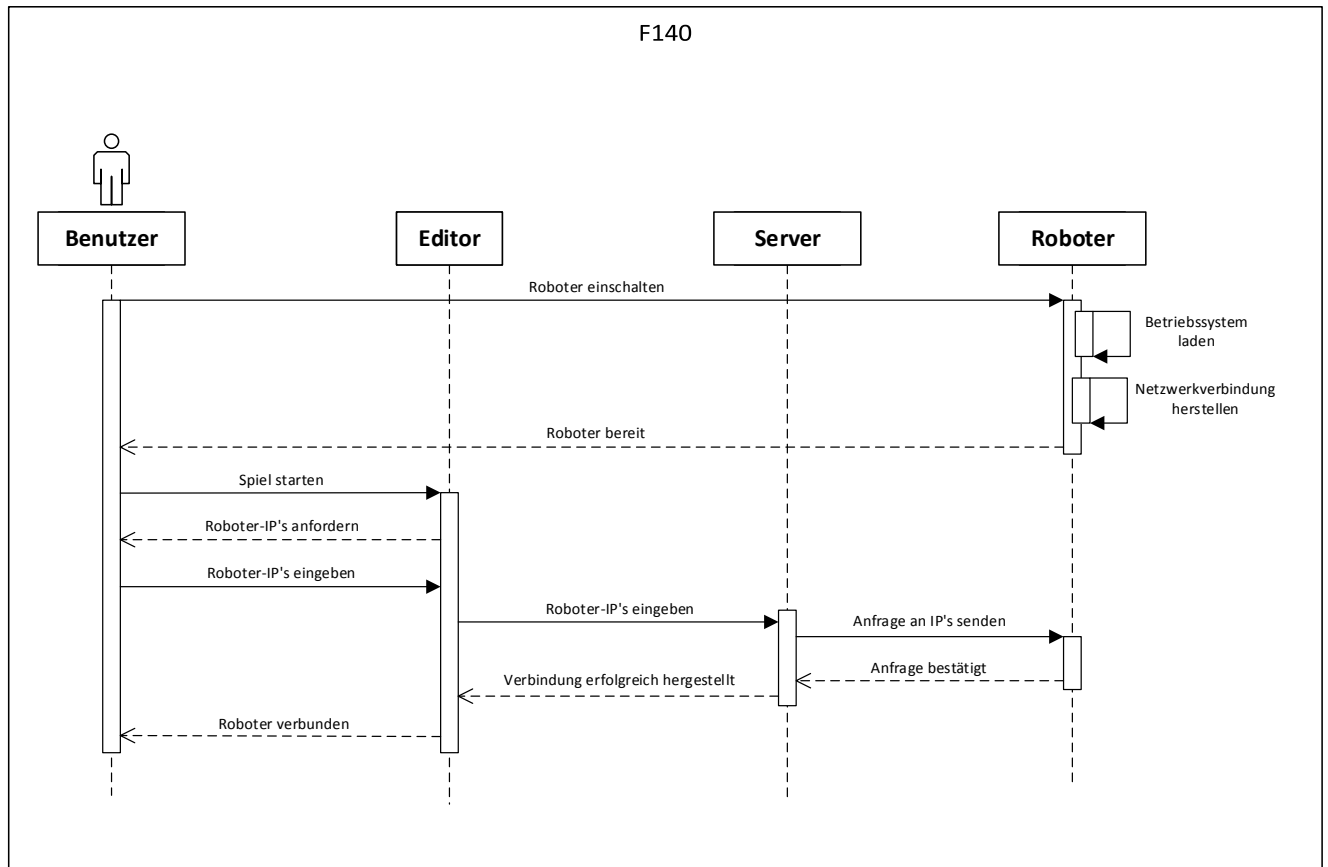 F140
Benutzer
Editor
Server
Roboter
Roboter einschalten
Betriebssystem
laden
Netzwerkverbindung
herstellen
Roboter bereit
Spiel starten
Roboter-IP's anfordern
Roboter-IP's eingeben
Roboter-IP's eingeben
Anfrage an IP's senden
Anfrage bestätigt
Verbindung erfolgreich hergestellt
Roboter verbunden